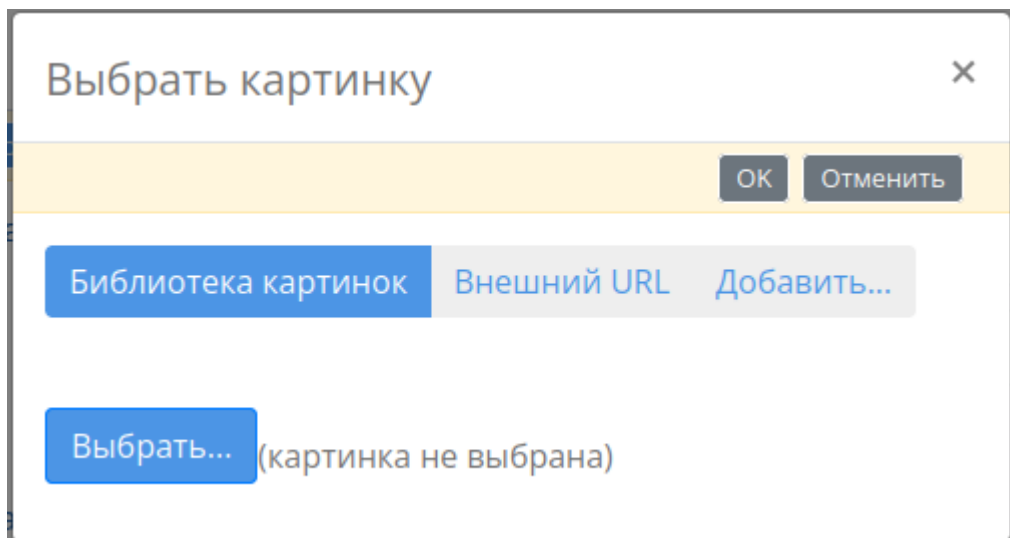 Выбрать картинку ×
OK Отменить
Библиотека картинок Внешний URL Добавить...
Выбрать... (картинка не выбрана)